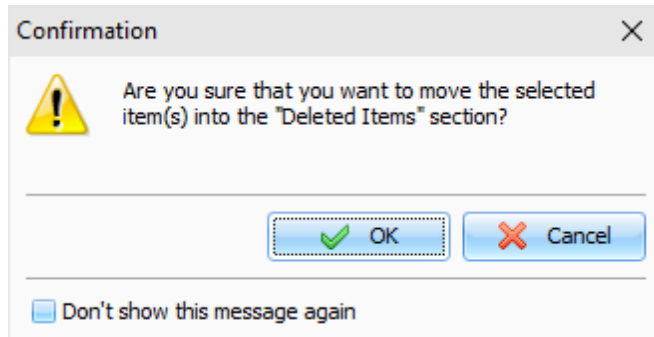 Confirmation
Are you sure that you want to move the selected
item(s) into the "Deleted Items" section?
OK
Cancel
Don't show this message again